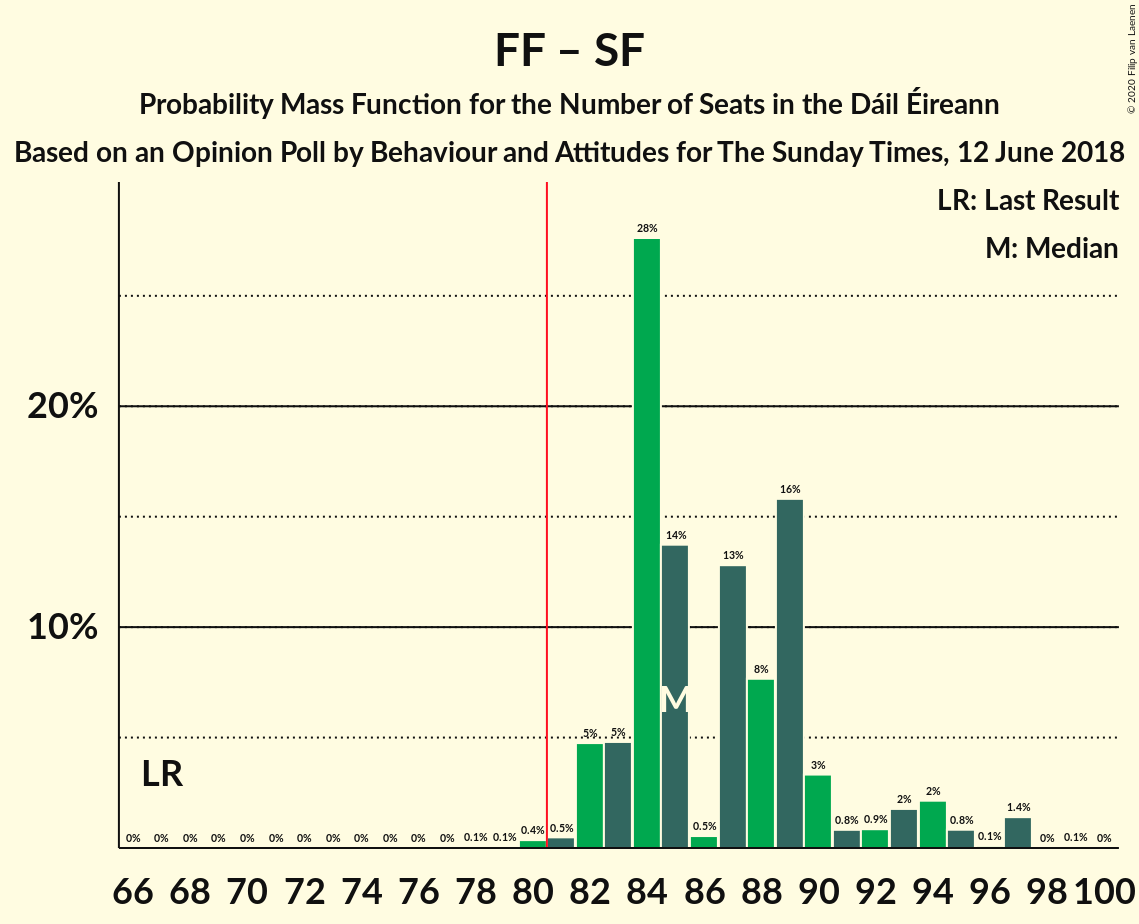 FF – SF
Probability Mass Function for the Number of Seats in the Dáil Éireann
Based on an Opinion Poll by Behaviour and Attitudes for The Sunday Times, 12 June 2018
© 2020 Filip van Laenen
LR: Last Result
M: Median
28%
20%
16%
14%
13%
10%
8%
M
5% 5%
LR
3%
2% 2%
1.4%
0% 0% 0% 0% 0% 0% 0% 0% 0% 0% 0% 0% 0.1% 0.1% 0.4% 0.5% 0.5% 0.8% 0.9% 0.8% 0.1% 0% 0.1% 0%
66 68 70 72 74 76 78 80 82 84 86 88 90 92 94 96 98 100